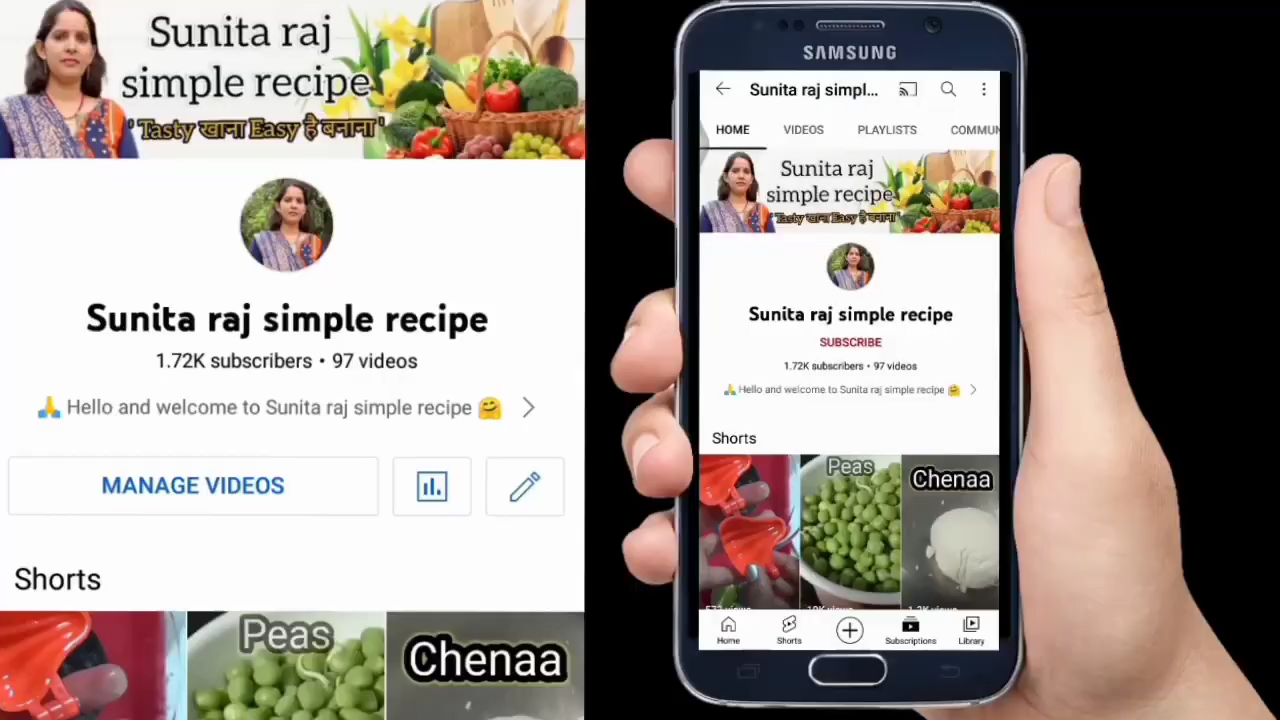 Sunita raj
simple recipe
' Tasty खाना Easy है बनाना '
Sunita raj simple recipe
1.72K subscribers • 97 videos
🙏 Hello and welcome to Sunita raj simple recipe 🤗
MANAGE VIDEOS
Shorts
Peas
Chenaa
SAMSUNG
Sunita raj simpl...
HOME
VIDEOS
PLAYLISTS
COMMUN
Sunita raj
simple recipe
' Tasty खाना Easy है बनाना '
Sunita raj simple recipe
SUBSCRIBE
1.72K subscribers • 97 videos
🙏 Hello and welcome to Sunita raj simple recipe 🤗
Shorts
Peas
Chenaa
Home
Shorts
Subscriptions
Library